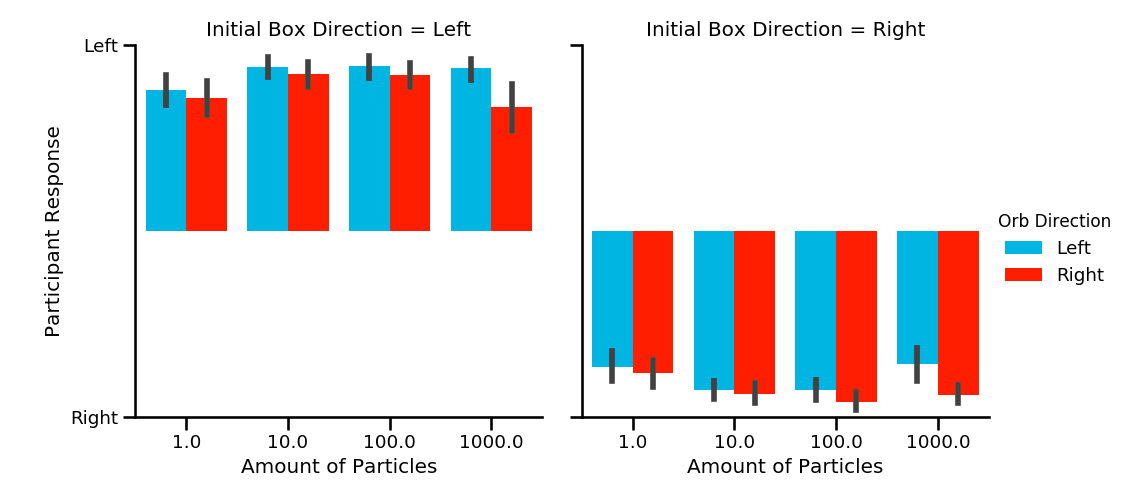 Initial Box Direction = Left
Initial Box Direction = Right
Left
Participant Response
Right
1.0 10.0 100.0 1000.0
Amount of Particles
1.0 10.0 100.0 1000.0
Amount of Particles
Orb Direction
Left
Right